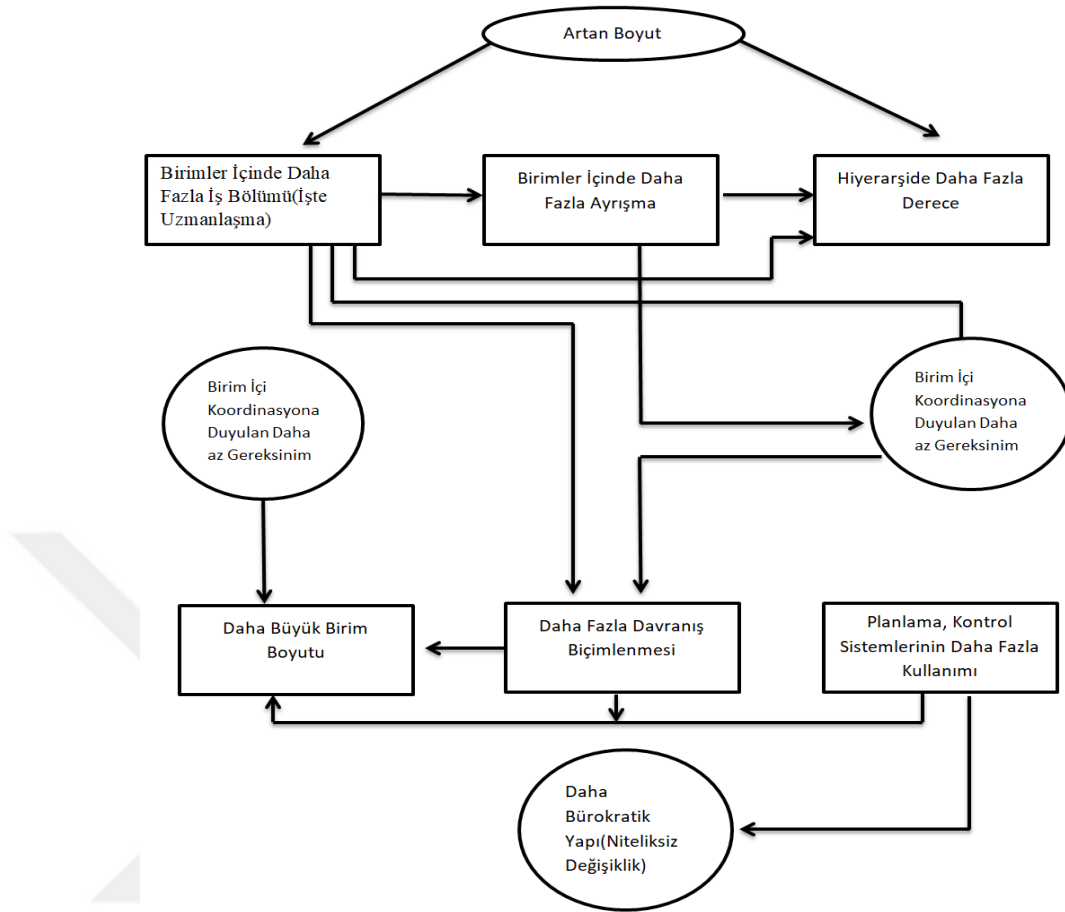 Artan Boyut
Birimler İçinde Daha
Fazla İş Bölümü(İşte
Uzmanlaşma)
Birimler İçinde Daha
Fazla Ayrışma
Hiyerarşide Daha Fazla
Derece
Birim İçi
Koordinasyona
Duyulan Daha
az Gereksinim
Birim İçi
Koordinasyona
Duyulan Daha
az Gereksinim
Daha Büyük Birim
Boyutu
Daha Fazla Davranış
Biçimlenmesi
Planlama, Kontrol
Sistemlerinin Daha Fazla
Kullanımı
Daha
Bürokratik
Yapı(Niteliksiz
Değişiklik)